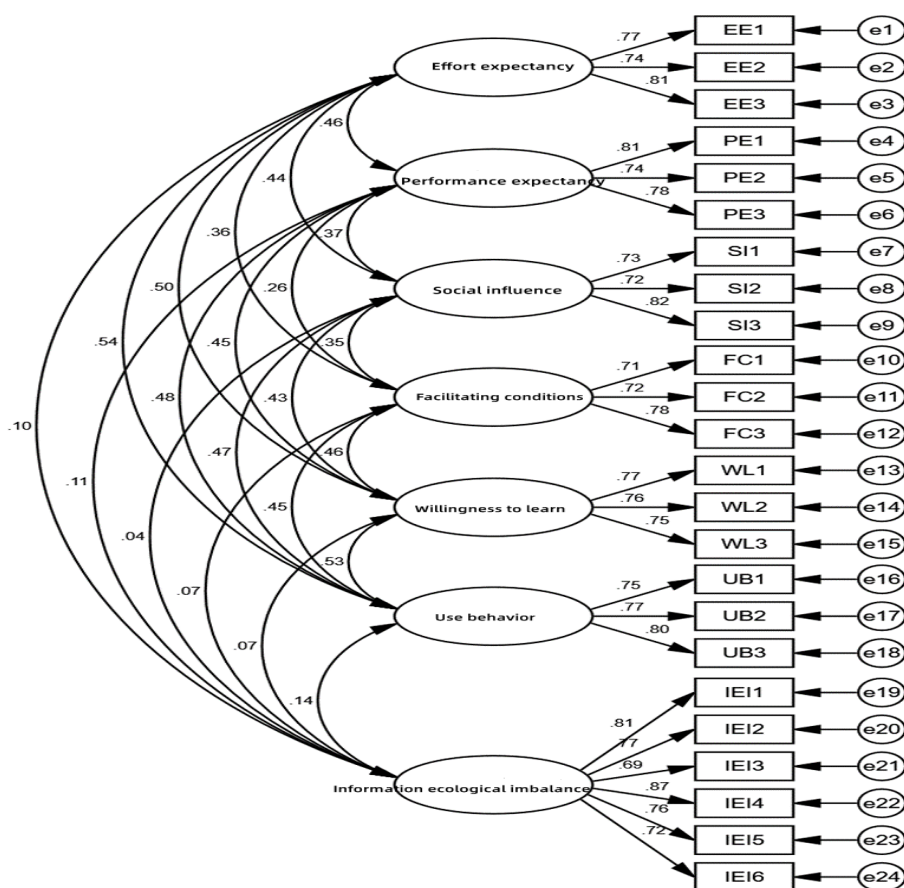 EE1
e1
.77
Effort expectancy
.74
EE2
e2
.81
EE3
e3
.46
.81
PE1
e4
Performance expectancy
.74
PE2
e5
.78
PE3
e6
.44
.36
.37
.73
SI1
e7
Social influence
.72
SI2
e8
.82
SI3
e9
.50
.26
.54
.45
.35
.71
FC1
e10
Facilitating conditions
.72
FC2
e11
.78
FC3
e12
.10
.48
.43
.47
.46
.77
WL1
e13
Willingness to learn
.76
WL2
e14
.75
WL3
e15
.11
.45
.04
.53
.75
UB1
e16
Use behavior
.77
UB2
e17
.80
UB3
e18
.07
.07
.14
.81
IEI1
e19
.77
IEI2
e20
.69
IEI3
e21
Information ecological imbalance
.87
IEI4
e22
.76
IEI5
e23
.72
IEI6
e24